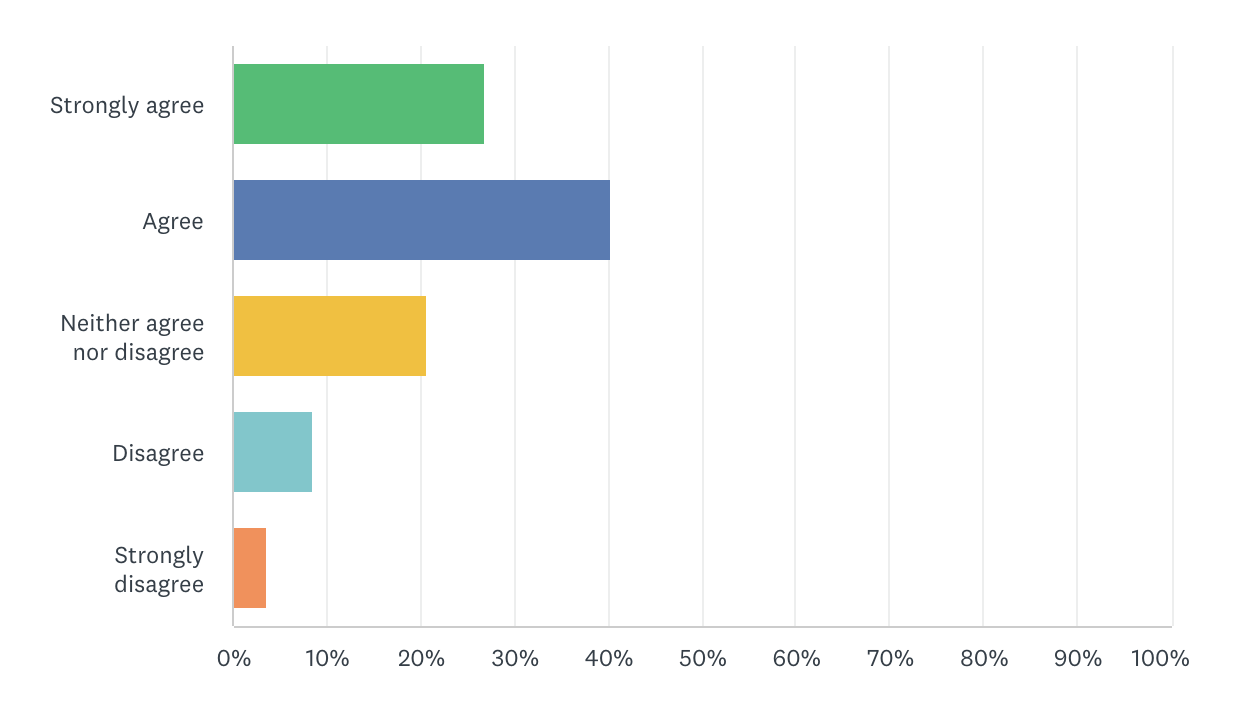 Strongly agree
Agree
Neither agree
nor disagree
Disagree
Strongly
disagree
0% 10% 20% 30% 40% 50% 60% 70% 80% 90% 100%